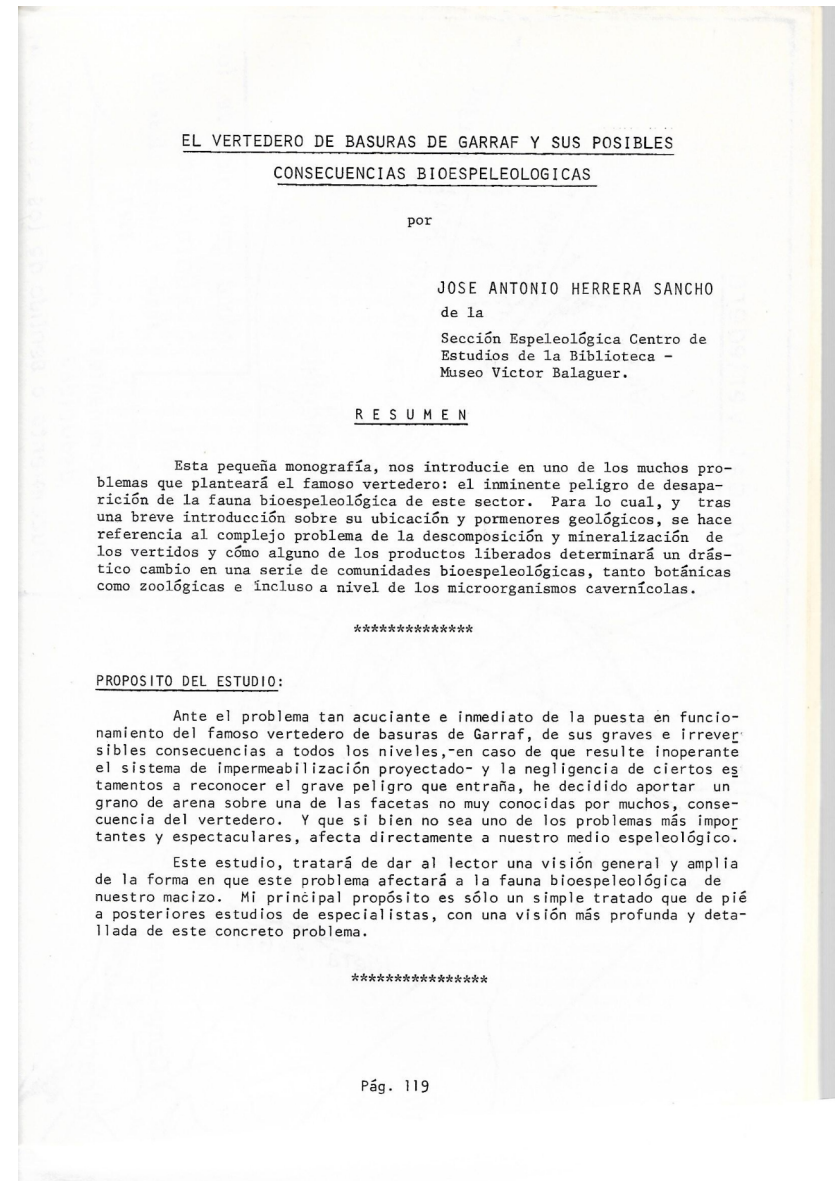 EL VERTEDERO DE BASURAS DE GARRAF Y SUS POSIBLES
CONSECUENCIAS BIOESPELEOLOGICAS
por
JOSE ANTONIO HERRERA SANCHO
de la
Sección Espeleológica Centro de
Estudios de la Biblioteca -
Museo Victor Balaguer.
R E S U M E N
Esta pequeña monografía, nos introducie en uno de los muchos pro-
blemas que planteará el famoso vertedero: el inminente peligro de desapa-
rición de la fauna bioespeleológica de este sector. Para lo cual, y tras
una breve introducción sobre su ubicación y pormenores geológicos, se hace
referencia al complejo problema de la descomposición y mineralización de
los vertidos y cómo alguno de los productos liberados determinará un drás-
tico cambio en una serie de comunidades bioespeleológicas, tanto botánicas
como zoológicas e incluso a nivel de los microorganismos cavernícolas.
**************
PROPOSITO DEL ESTUDIO:
Ante el problema tan acuciante e inmediato de la puesta en funcio-
namiento del famoso vertedero de basuras de Garraf, de sus graves e irrever
sibles consecuencias a todos los niveles,-en caso de que resulte inoperante
el sistema de impermeabilización proyectado- y la negligencia de ciertos es
tamentos a reconocer el grave peligro que entraña, he decidido aportar un
grano de arena sobre una de las facetas no muy conocidas por muchos, conse-
cuencia del vertedero. Y que si bien no sea uno de los problemas más impor
tantes y espectaculares, afecta directamente a nuestro medio espeleológico.
Este estudio, tratará de dar al lector una visión general y amplia
de la forma en que este problema afectará a la fauna bioespeleológica de
nuestro macizo. Mi principal propósito es sólo un simple tratado que de pié
a posteriores estudios de especialistas, con una visión más profunda y deta-
llada de este concreto problema.
****************
Pág. 119